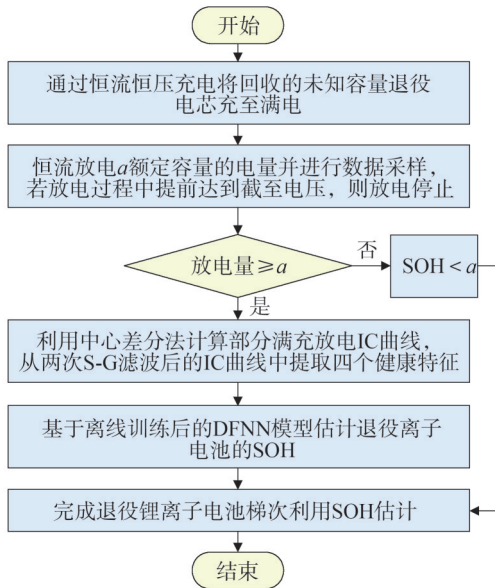 开始
通过恒流恒压充电将回收的未知容量退役
电芯充至满电
恒流放电a额定容量的电量并进行数据采样，
若放电过程中提前达到截至电压，则放电停止
放电量≥a
否
SOH<a
是
利用中心差分法计算部分满充放电IC曲线，
从两次S-G滤波后的IC曲线中提取四个健康特征
基于离线训练后的DFNN模型估计退役离子
电池的SOH
完成退役锂离子电池梯次利用SOH估计
结束